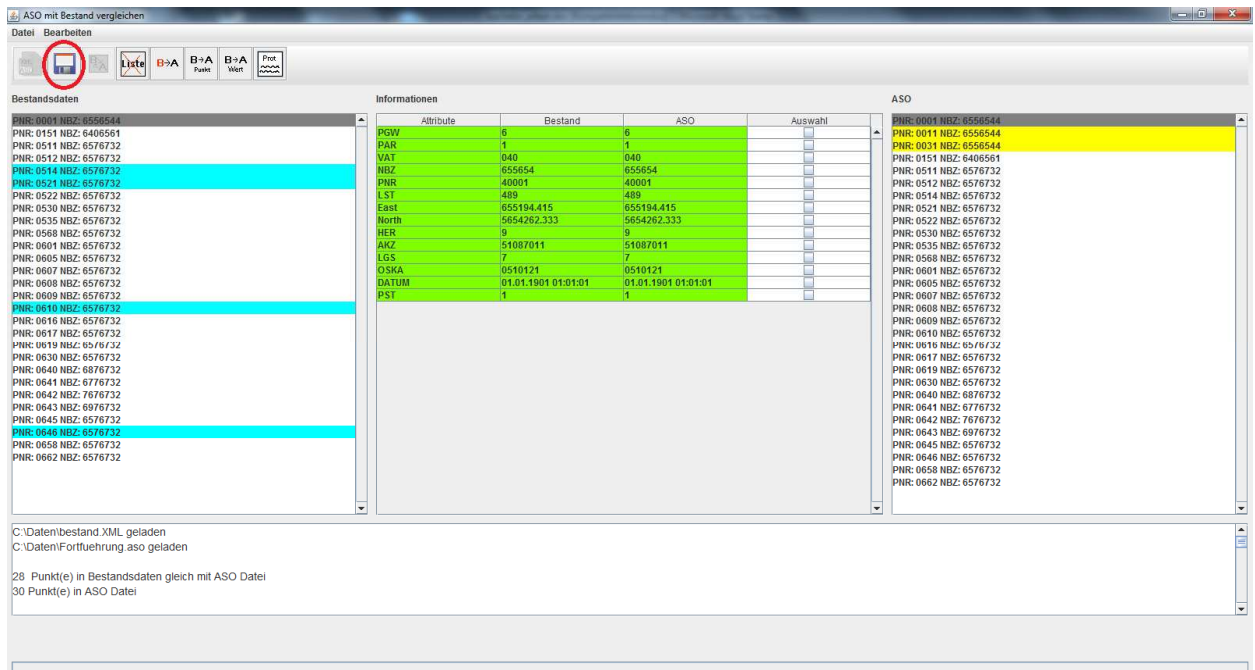 ASO mit Bestand vergleichen
Datei Bearbeiten
Liste B→A B→A Punkt B→A Wert Prot
Bestandsdaten
PNR: 0001 NBZ: 6556544
PNR: 0151 NBZ: 6406561
PNR: 0511 NBZ: 6576732
PNR: 0512 NBZ: 6576732
PNR: 0514 NBZ: 6576732
PNR: 0521 NBZ: 6576732
PNR: 0522 NBZ: 6576732
PNR: 0530 NBZ: 6576732
PNR: 0535 NBZ: 6576732
PNR: 0568 NBZ: 6576732
PNR: 0601 NBZ: 6576732
PNR: 0605 NBZ: 6576732
PNR: 0607 NBZ: 6576732
PNR: 0608 NBZ: 6576732
PNR: 0609 NBZ: 6576732
PNR: 0610 NBZ: 6576732
PNR: 0616 NBZ: 6576732
PNR: 0617 NBZ: 6576732
PNR: 0619 NBZ: 6576732
PNR: 0630 NBZ: 6576732
PNR: 0640 NBZ: 6876732
PNR: 0641 NBZ: 6776732
PNR: 0642 NBZ: 7676732
PNR: 0643 NBZ: 6976732
PNR: 0645 NBZ: 6576732
PNR: 0646 NBZ: 6576732
PNR: 0658 NBZ: 6576732
PNR: 0662 NBZ: 6576732
Informationen
Attribute Bestand ASO Auswahl
PGW 6 6
PAR 1 1
VAT 040 040
NBZ 655654 655654
PNR 40001 40001
LST 489 489
East 655194.415 655194.415
North 5654262.333 5654262.333
HER 9 9
AKZ 51087011 51087011
LGS 7 7
OSKA 0510121 0510121
DATUM 01.01.1901 01:01:01 01.01.1901 01:01:01
PST 1 1
ASO
PNR: 0001 NBZ: 6556544
PNR: 0011 NBZ: 6556544
PNR: 0031 NBZ: 6556544
PNR: 0151 NBZ: 6406561
PNR: 0511 NBZ: 6576732
PNR: 0512 NBZ: 6576732
PNR: 0514 NBZ: 6576732
PNR: 0521 NBZ: 6576732
PNR: 0522 NBZ: 6576732
PNR: 0530 NBZ: 6576732
PNR: 0535 NBZ: 6576732
PNR: 0568 NBZ: 6576732
PNR: 0601 NBZ: 6576732
PNR: 0605 NBZ: 6576732
PNR: 0607 NBZ: 6576732
PNR: 0608 NBZ: 6576732
PNR: 0609 NBZ: 6576732
PNR: 0610 NBZ: 6576732
PNR: 0616 NBZ: 6576732
PNR: 0617 NBZ: 6576732
PNR: 0619 NBZ: 6576732
PNR: 0630 NBZ: 6576732
PNR: 0640 NBZ: 6876732
PNR: 0641 NBZ: 6776732
PNR: 0642 NBZ: 7676732
PNR: 0643 NBZ: 6976732
PNR: 0645 NBZ: 6576732
PNR: 0646 NBZ: 6576732
PNR: 0658 NBZ: 6576732
PNR: 0662 NBZ: 6576732
C:\Daten\bestand.XML geladen
C:\Daten\Fortfuehrung.aso geladen
28 Punkt(e) in Bestandsdaten gleich mit ASO Datei
30 Punkt(e) in ASO Datei